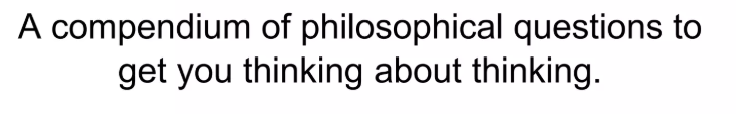 A compendium of philosophical questions to
get you thinking about thinking.